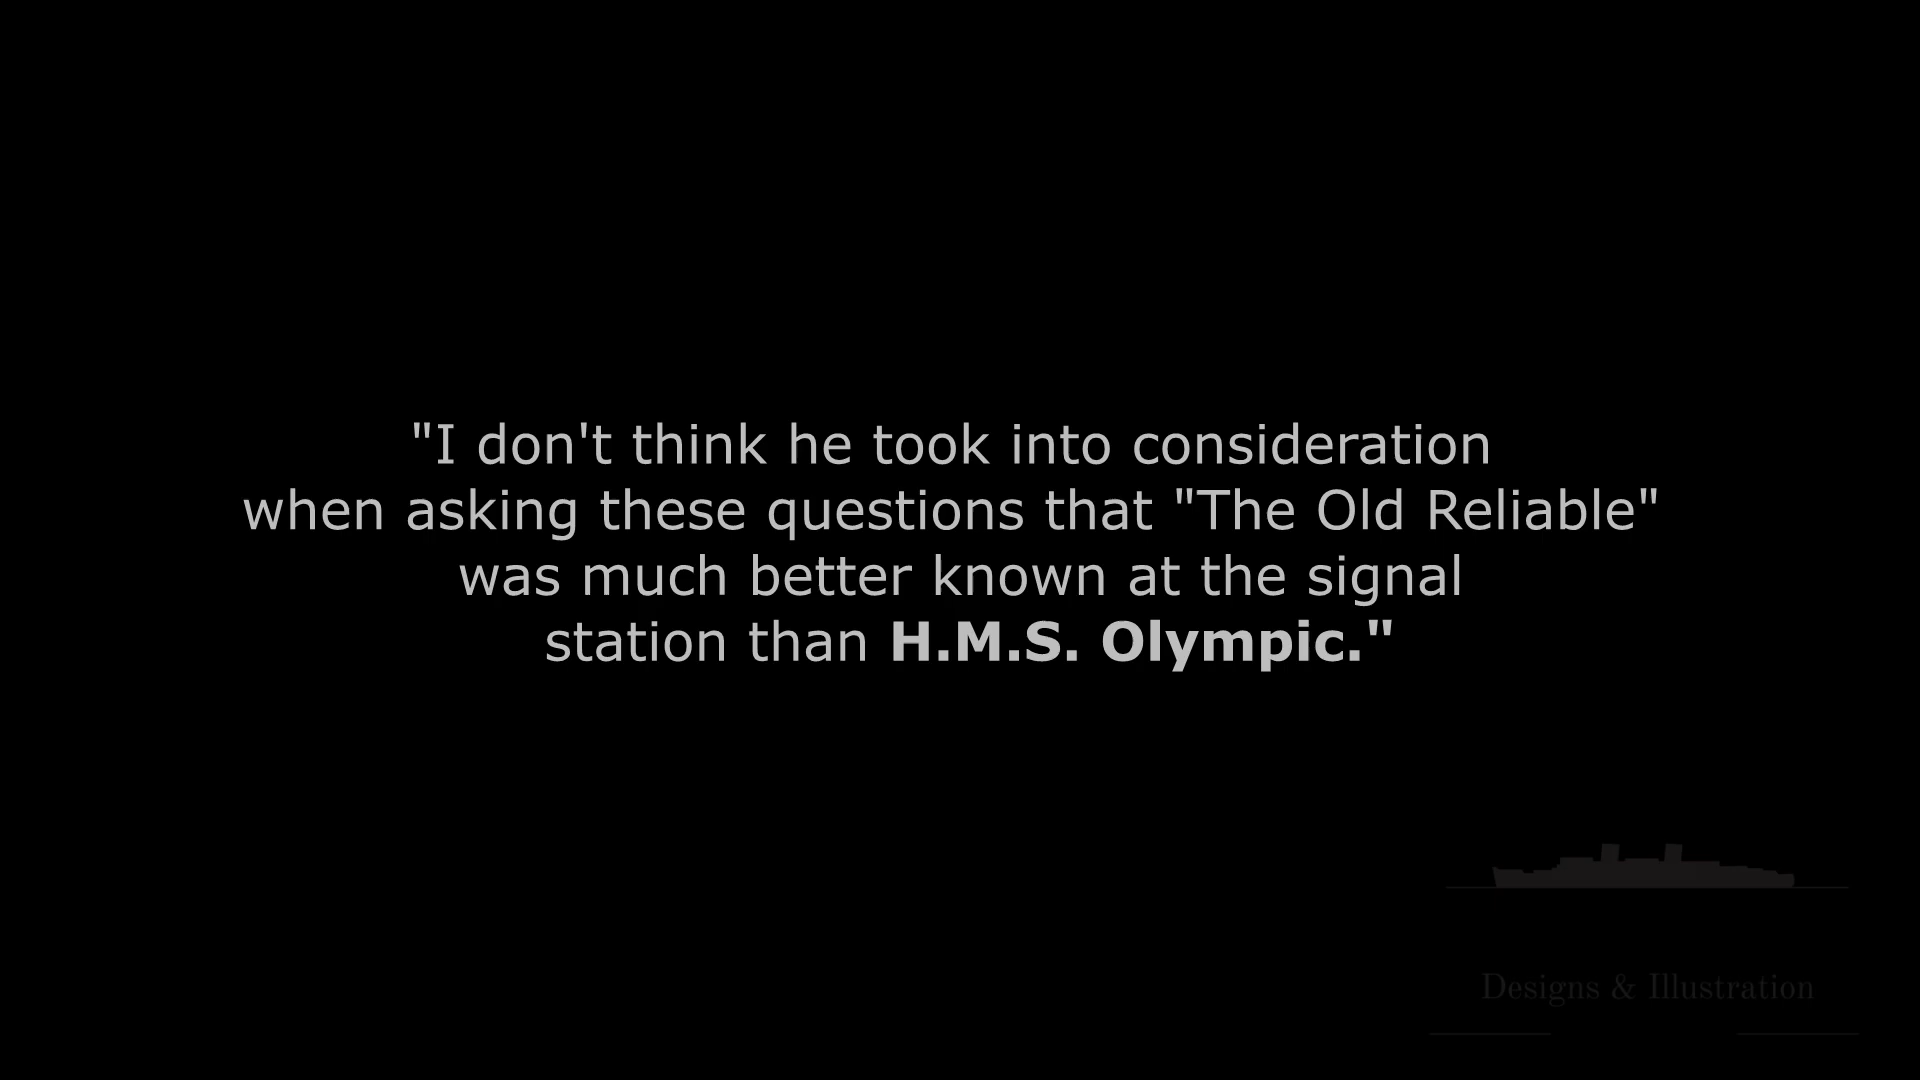 "I don't think he took into consideration
when asking these questions that "The Old Reliable"
was much better known at the signal
station than H.M.S. Olympic."
Designs & Illustration